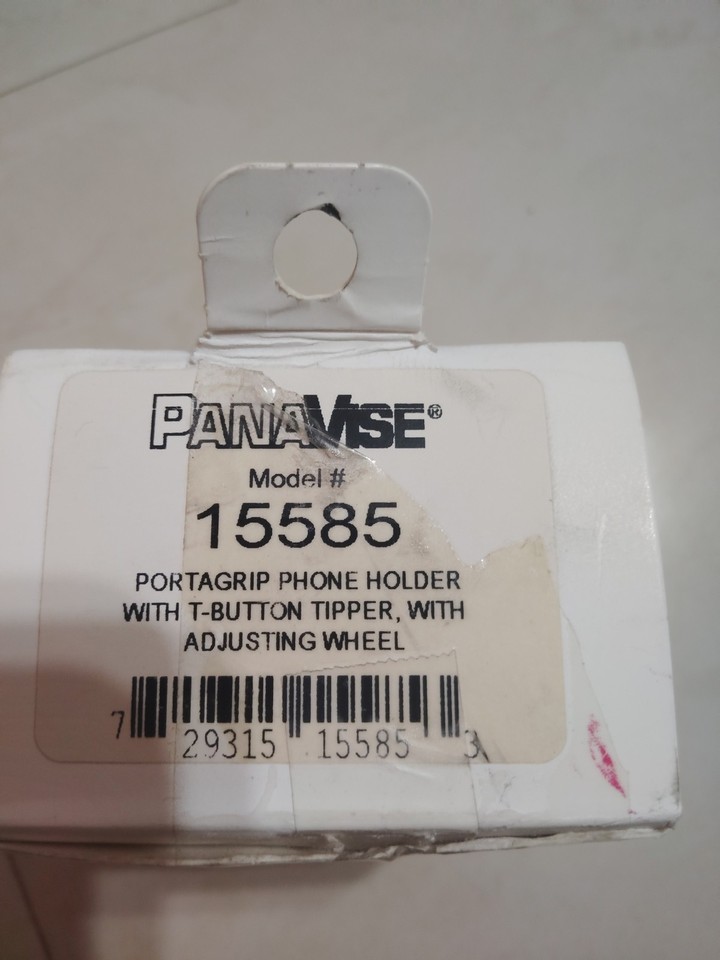 PANAVISE®
Model #
15585
PORTAGRIP PHONE HOLDER
WITH T-BUTTON TIPPER, WITH
ADJUSTING WHEEL
7 29315 15585 3